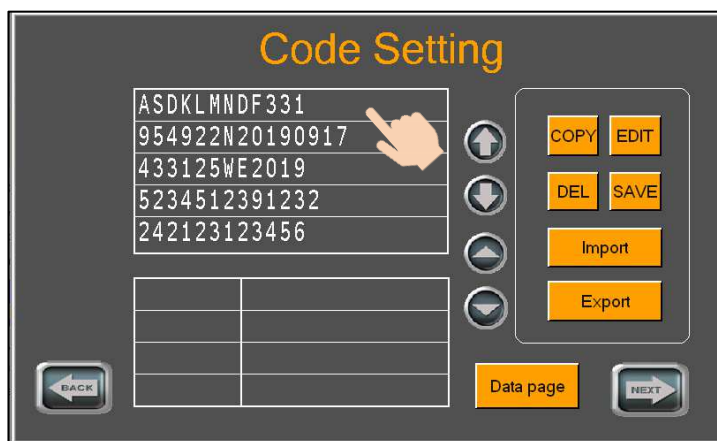 Code Setting
ASDKLMNDF331
954922N20190917
433125WE2019
5234512391232
242123123456
COPY
EDIT
DEL
SAVE
Import
Export
BACK
Data page
NEXT